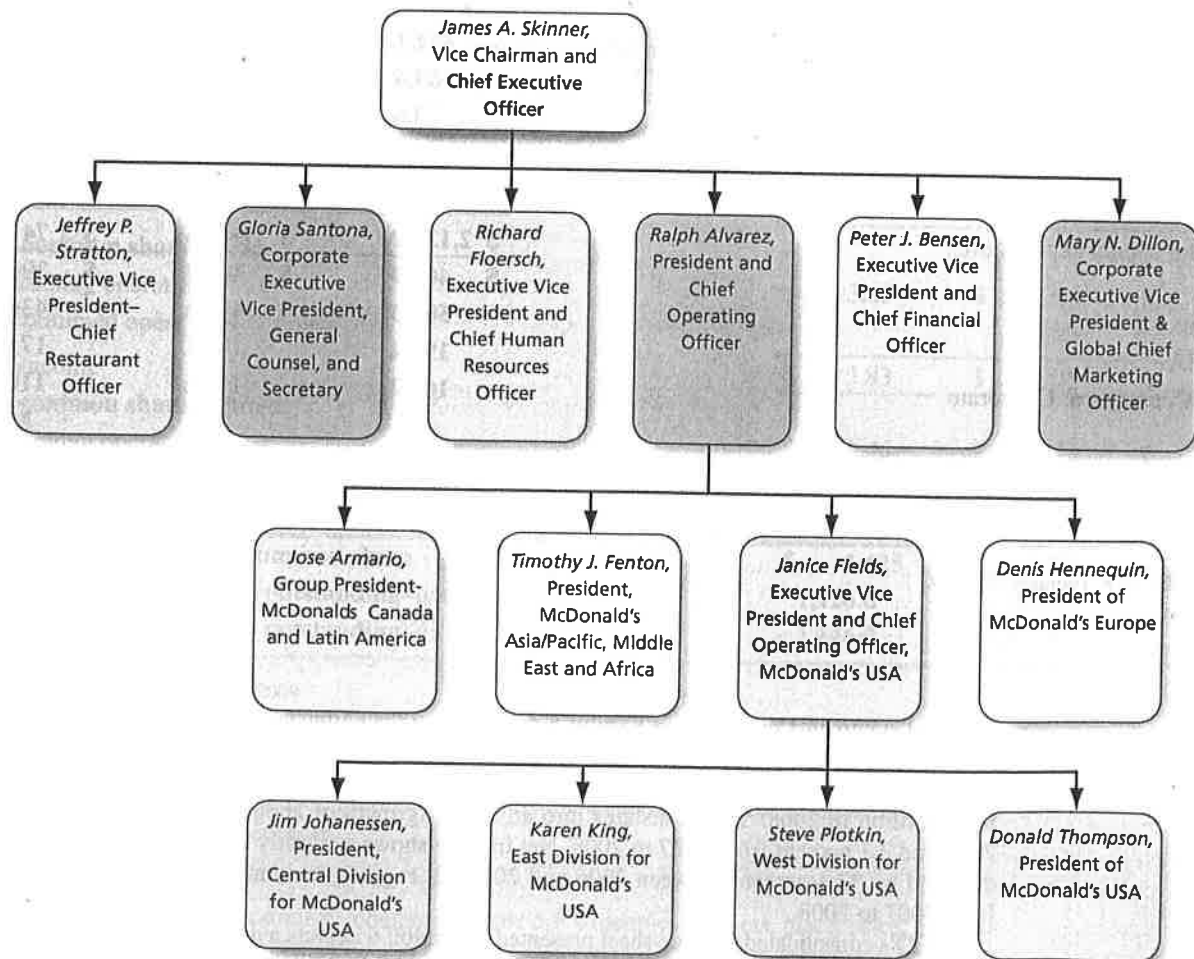 James A. Skinner,
Vice Chairman and
Chief Executive
Officer
Jeffrey P.
Stratton,
Executive Vice
President–
Chief
Restaurant
Officer
Gloria Santona,
Corporate
Executive
Vice President,
General
Counsel, and
Secretary
Richard
Floersch,
Executive Vice
President and
Chief Human
Resources
Officer
Ralph Alvarez,
President and
Chief
Operating
Officer
Peter J. Bensen,
Executive Vice
President and
Chief Financial
Officer
Mary N. Dillon,
Corporate
Executive Vice
President &
Global Chief
Marketing
Officer
Jose Armario,
Group President-
McDonalds Canada
and Latin America
Timothy J. Fenton,
President,
McDonald's
Asia/Pacific, Middle
East and Africa
Janice Fields,
Executive Vice
President and Chief
Operating Officer,
McDonald's USA
Denis Hennequin,
President of
McDonald's Europe
Jim Johanessen,
President,
Central Division
for McDonald's
USA
Karen King,
East Division for
McDonald's
USA
Steve Plotkin,
West Division for
McDonald's USA
Donald Thompson,
President of
McDonald's USA